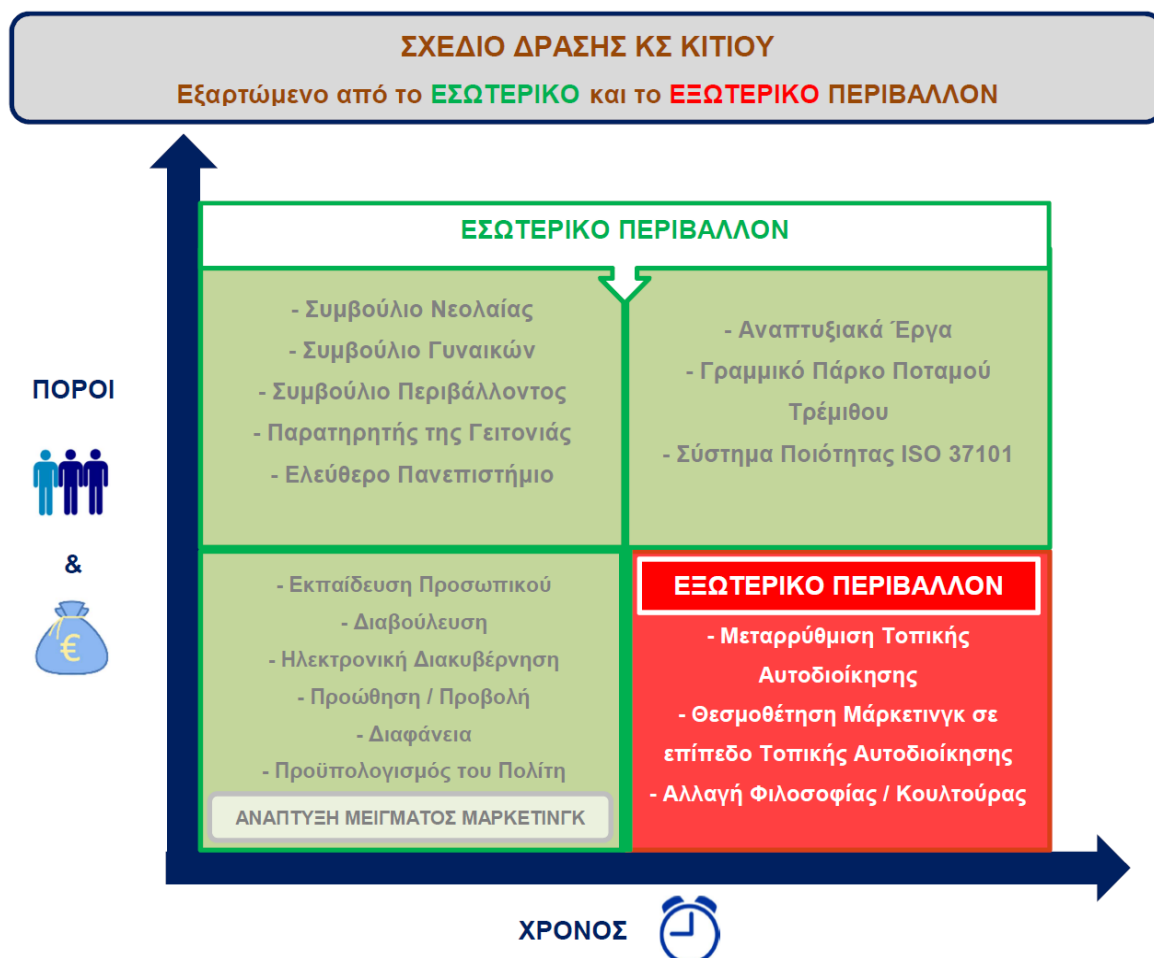 ΣΧΕΔΙΟ ΔΡΑΣΗΣ ΚΣ ΚΙΤΙΟΥ
Εξαρτώμενο από το ΕΣΩΤΕΡΙΚΟ και το ΕΞΩΤΕΡΙΚΟ ΠΕΡΙΒΑΛΛΟΝ
ΕΣΩΤΕΡΙΚΟ ΠΕΡΙΒΑΛΛΟΝ
- Συμβούλιο Νεολαίας
- Συμβούλιο Γυναικών
- Συμβούλιο Περιβάλλοντος
- Παρατηρητής της Γειτονιάς
- Ελεύθερο Πανεπιστήμιο
- Αναπτυξιακά Έργα
- Γραμμικό Πάρκο Ποταμού
Τρέμιθου
- Σύστημα Ποιότητας ISO 37101
ΠΟΡΟΙ
&
€
- Εκπαίδευση Προσωπικού
- Διαβούλευση
- Ηλεκτρονική Διακυβέρνηση
- Προώθηση / Προβολή
- Διαφάνεια
- Προϋπολογισμός του Πολίτη
ΑΝΑΠΤΥΞΗ ΜΕΙΓΜΑΤΟΣ ΜΑΡΚΕΤΙΝΓΚ
ΕΞΩΤΕΡΙΚΟ ΠΕΡΙΒΑΛΛΟΝ
- Μεταρρύθμιση Τοπικής
Αυτοδιοίκησης
- Θεσμοθέτηση Μάρκετινγκ σε
επίπεδο Τοπικής Αυτοδιοίκησης
- Αλλαγή Φιλοσοφίας / Κουλτούρας
ΧΡΟΝΟΣ